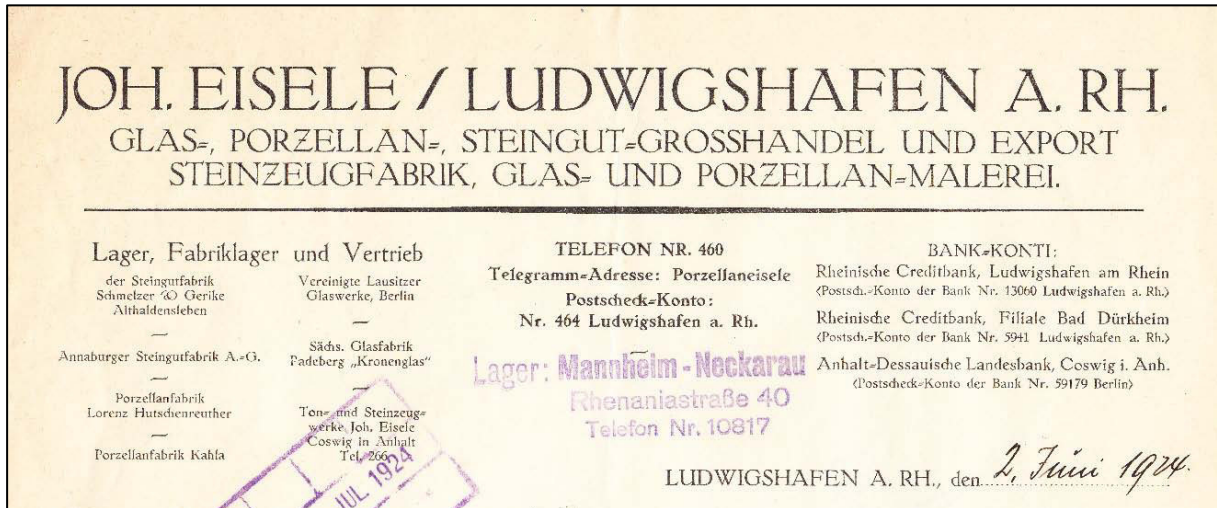 JOH. EISELE / LUDWIGSHAFEN A. RH.
GLAS=, PORZELLAN=, STEINGUT=GROSSHANDEL UND EXPORT
STEINZEUGFABRIK, GLAS= UND PORZELLAN=MALEREI.
Lager, Fabriklager und Vertrieb
der Steingutfabrik
Schmelzer & Gerike
Althaldensleben
Annaburger Steingutfabrik A.=G.
Porzellanfabrik
Lorenz Hutschenreuther
Porzellanfabrik Kahla
Vereinigte Lausitzer
Glaswerke, Berlin
Sächs. Glasfabrik
Radeberg „Kronenglas“
Ton= und Steinzeug=
werke Joh. Eisele
Coswig in Anhalt
Tel. 266
JUL 1924
TELEFON NR. 460
Telegramm=Adresse: Porzellaneisele
Postscheck=Konto:
Nr. 464 Ludwigshafen a. Rh.
Lager: Mannheim-Neckarau
Rhenaniastraße 40
Telefon Nr. 10817
BANK=KONTI:
Rheinische Creditbank, Ludwigshafen am Rhein
(Postsch.=Konto der Bank Nr. 13060 Ludwigshafen a. Rh.)
Rheinische Creditbank, Filiale Bad Dürkheim
(Postsch.=Konto der Bank Nr. 5941 Ludwigshafen a. Rh.)
Anhalt=Dessauische Landesbank, Coswig i. Anh.
(Postscheck=Konto der Bank Nr. 59179 Berlin)
LUDWIGSHAFEN A. RH., den 2. Juni 1924.